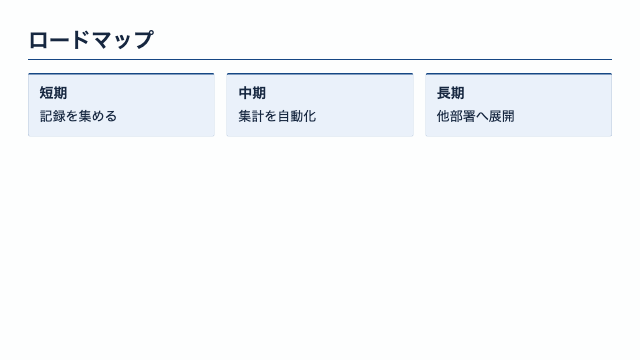 ロードマップ
短期
記録を集める
中期
集計を自動化
長期
他部署へ展開